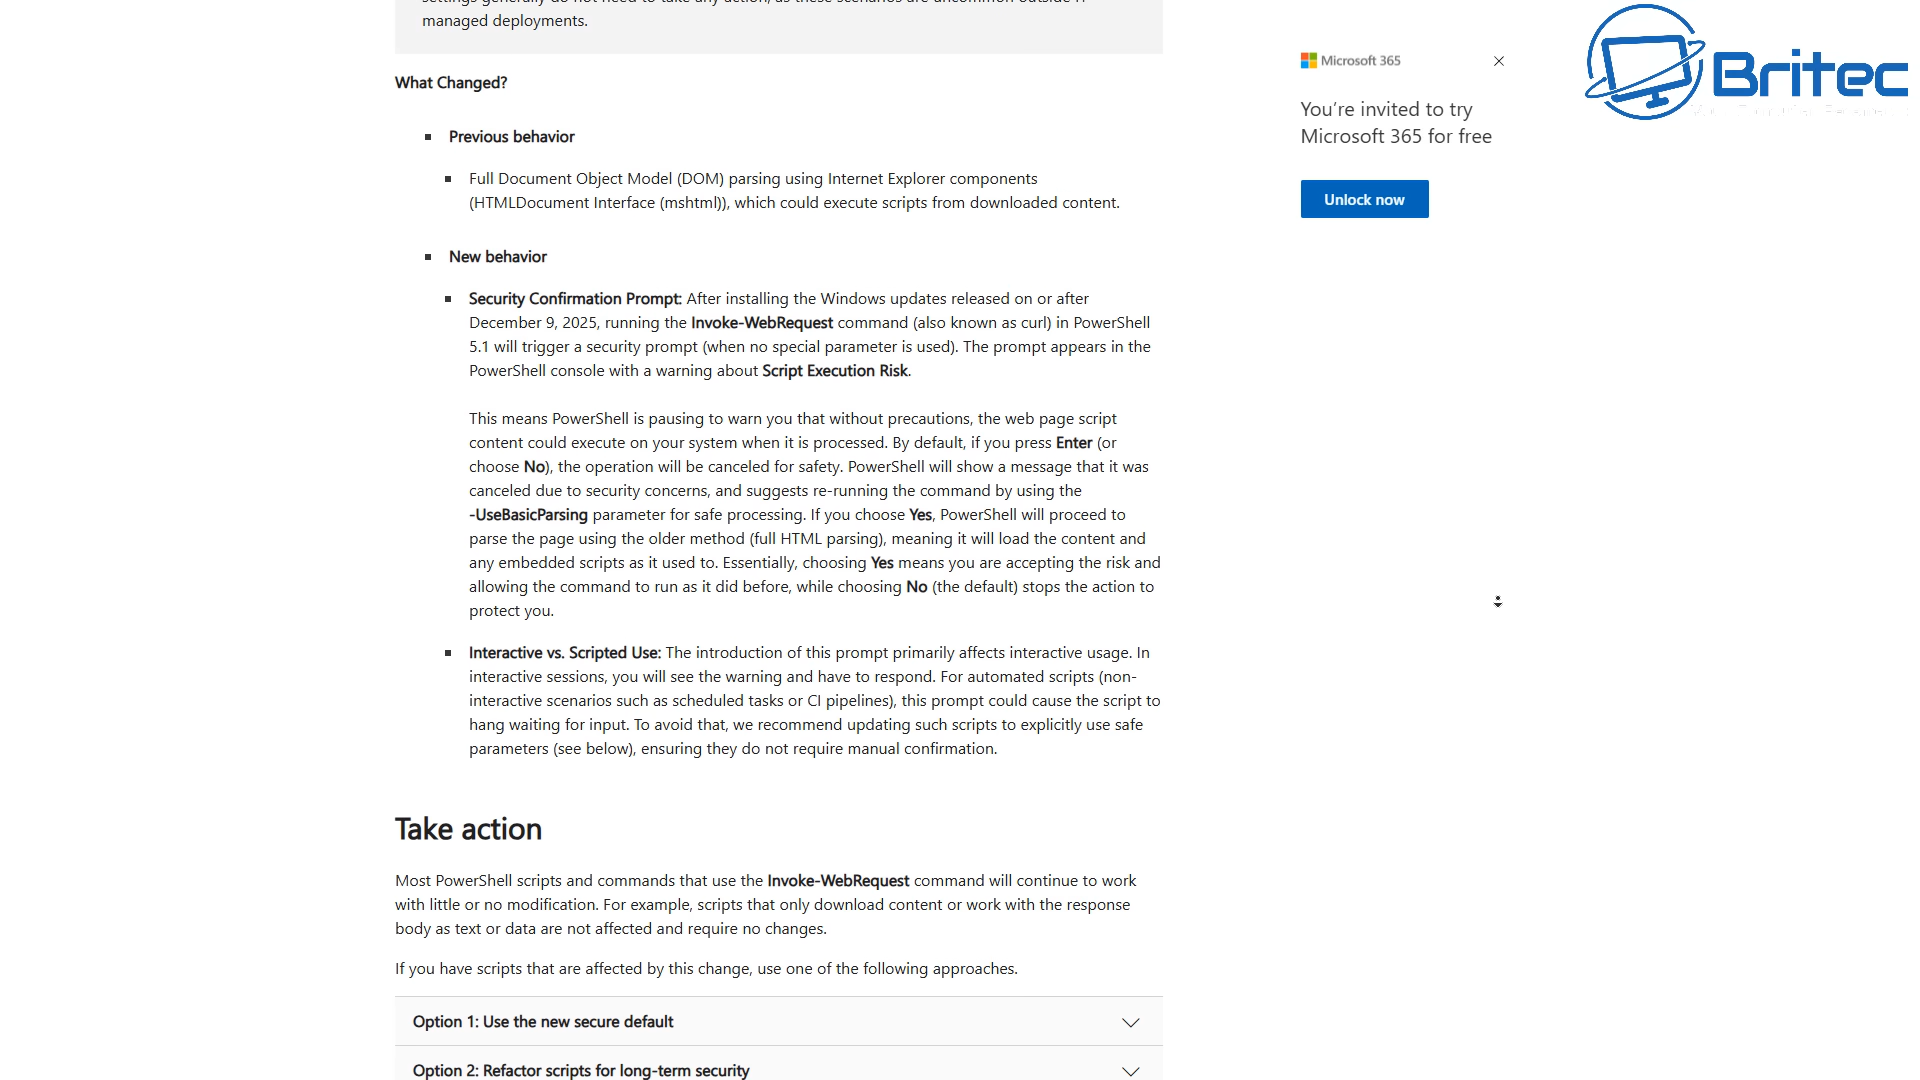 managed deployments.
What Changed?
Previous behavior
Full Document Object Model (DOM) parsing using Internet Explorer components
(HTMLDocument Interface (mshtml)), which could execute scripts from downloaded content.
New behavior
Security Confirmation Prompt: After installing the Windows updates released on or after
December 9, 2025, running the Invoke-WebRequest command (also known as curl) in PowerShell
5.1 will trigger a security prompt (when no special parameter is used). The prompt appears in the
PowerShell console with a warning about Script Execution Risk.
This means PowerShell is pausing to warn you that without precautions, the web page script
content could execute on your system when it is processed. By default, if you press Enter (or
choose No), the operation will be canceled for safety. PowerShell will show a message that it was
canceled due to security concerns, and suggests re-running the command by using the
-UseBasicParsing parameter for safe processing. If you choose Yes, PowerShell will proceed to
parse the page using the older method (full HTML parsing), meaning it will load the content and
any embedded scripts as it used to. Essentially, choosing Yes means you are accepting the risk and
allowing the command to run as it did before, while choosing No (the default) stops the action to
protect you.
Interactive vs. Scripted Use: The introduction of this prompt primarily affects interactive usage. In
interactive sessions, you will see the warning and have to respond. For automated scripts (non-
interactive scenarios such as scheduled tasks or CI pipelines), this prompt could cause the script to
hang waiting for input. To avoid that, we recommend updating such scripts to explicitly use safe
parameters (see below), ensuring they do not require manual confirmation.
Take action
Most PowerShell scripts and commands that use the Invoke-WebRequest command will continue to work
with little or no modification. For example, scripts that only download content or work with the response
body as text or data are not affected and require no changes.
If you have scripts that are affected by this change, use one of the following approaches.
Option 1: Use the new secure default
Option 2: Refactor scripts for long-term security
Microsoft 365
You're invited to try
Microsoft 365 for free
Unlock now
Britec